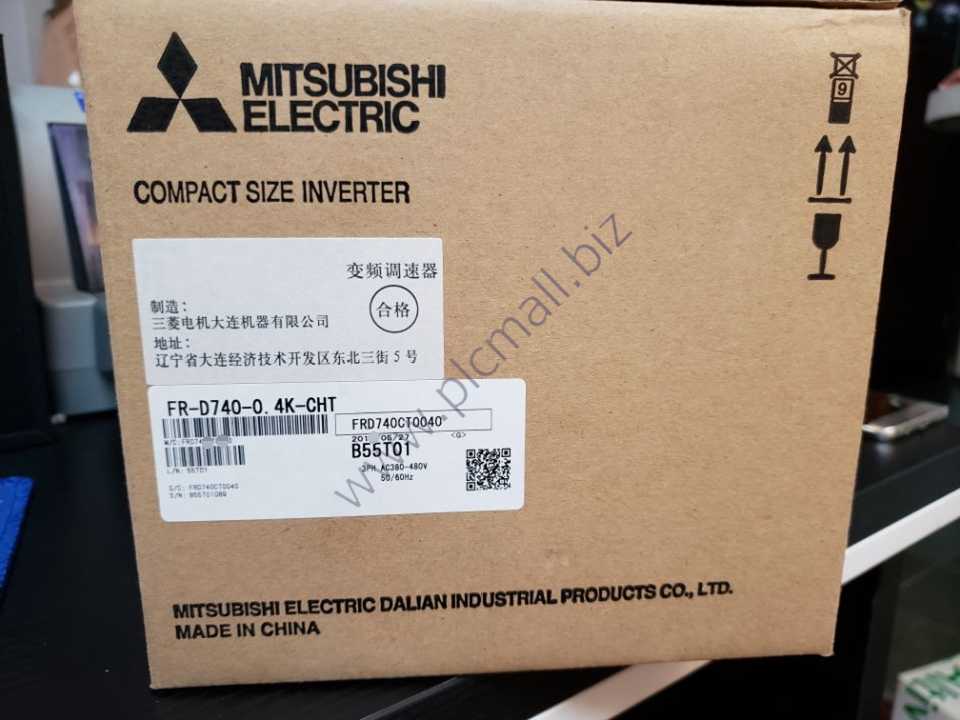 MITSUBISHI
ELECTRIC
9
COMPACT SIZE INVERTER
变频调速器
制造：
合格
三菱电机大连机器有限公司
地址：
辽宁省大连经济技术开发区东北三街 5 号
FR-D740-0.4K-CHT
FRD740CT0040
<G>
B55T01
L/N: 55T01
3PH AC380-480V
50/60Hz
S/C: FRD740CT0040
www.plcmall.biz
MITSUBISHI ELECTRIC DALIAN INDUSTRIAL PRODUCTS CO., LTD.
MADE IN CHINA